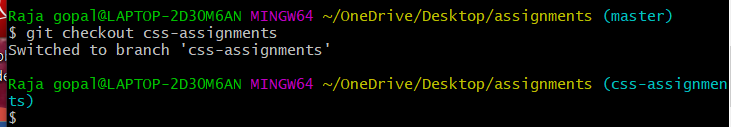 Raja gopal@LAPTOP-2D3OM6AN MINGW64 ~/OneDrive/Desktop/assignments (master)
$ git checkout css-assignments
Switched to branch 'css-assignments'
Raja gopal@LAPTOP-2D3OM6AN MINGW64 ~/OneDrive/Desktop/assignments (css-assignmen
ts)
$